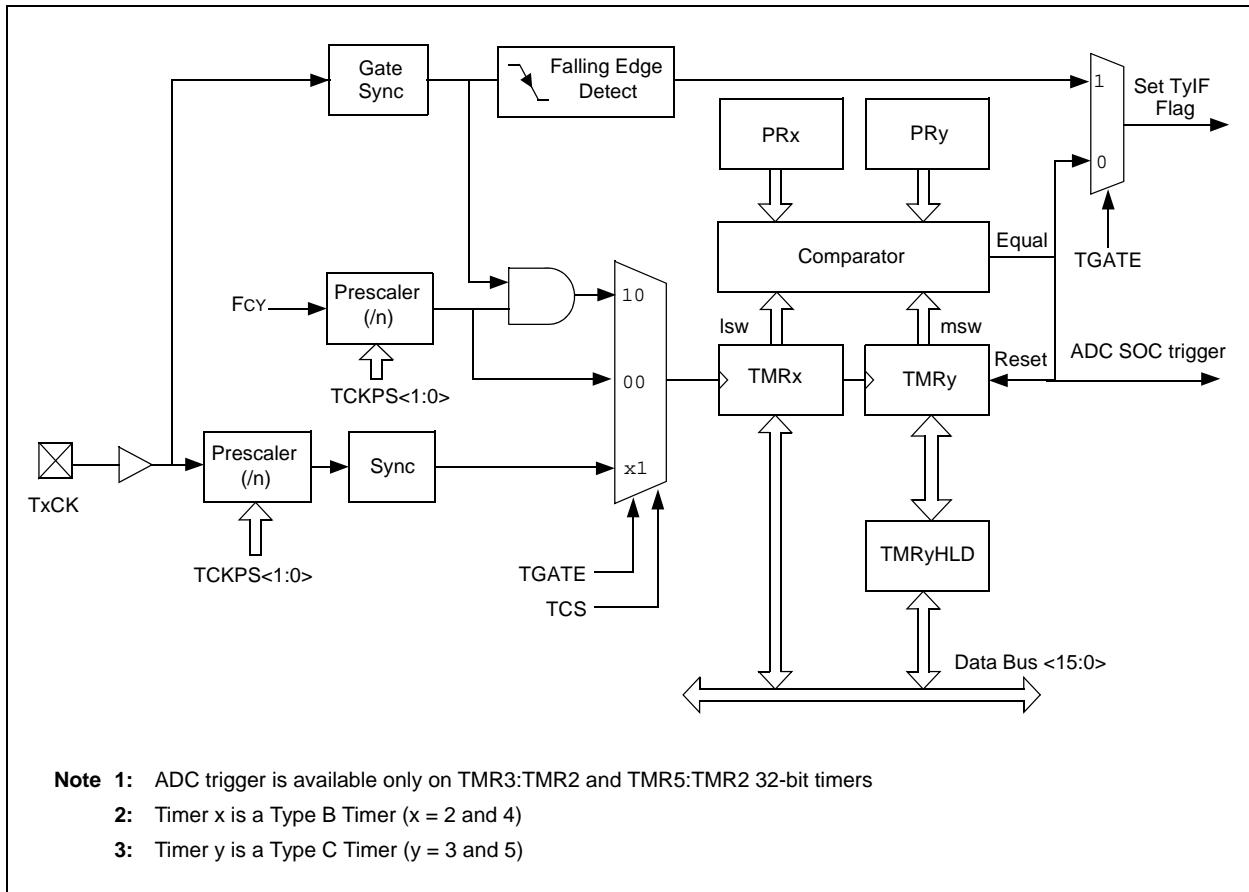 Gate
Sync
Falling Edge
Detect
1
Set TyIF
Flag
PRx
PRy
0
Equal
TGATE
Comparator
FCY
Prescaler
(/n)
10
lsw
msw
TCKPS<1:0>
00
TMRx
TMRy
Reset
ADC SOC trigger
TxCK
Prescaler
(/n)
Sync
x1
TCKPS<1:0>
TGATE
TCS
TMRyHLD
Data Bus <15:0>
Note 1: ADC trigger is available only on TMR3:TMR2 and TMR5:TMR2 32-bit timers
2: Timer x is a Type B Timer (x = 2 and 4)
3: Timer y is a Type C Timer (y = 3 and 5)